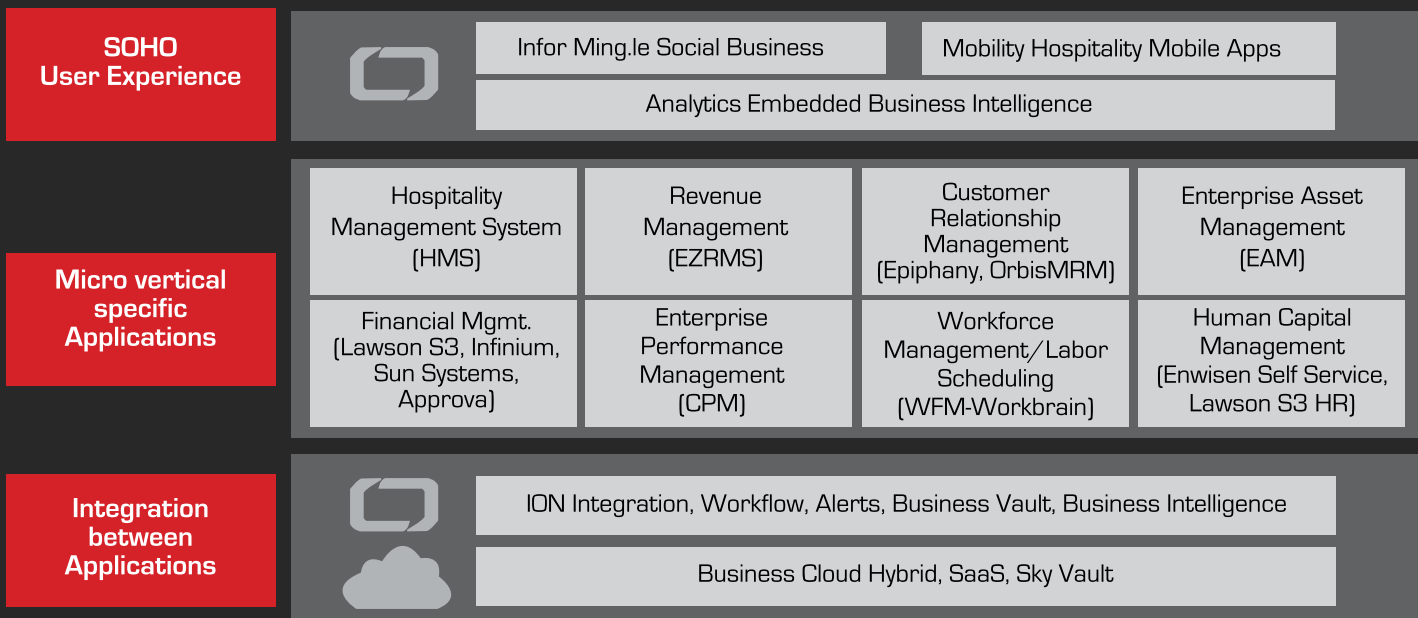 SOHO
User Experience
Infor Ming.le Social Business
Mobility Hospitality Mobile Apps
Analytics Embedded Business Intelligence
Micro vertical
specific
Applications
Hospitality
Management System
(HMS)
Revenue
Management
(EZRMS)
Customer
Relationship
Management
(Epiphany, OrbisMRM)
Enterprise Asset
Management
(EAM)
Financial Mgmt.
(Lawson S3, Infinium,
Sun Systems,
Approva)
Enterprise
Performance
Management
(CPM)
Workforce
Management/Labor
Scheduling
(WFM-Workbrain)
Human Capital
Management
(Enwisen Self Service,
Lawson S3 HR)
Integration
between
Applications
ION Integration, Workflow, Alerts, Business Vault, Business Intelligence
Business Cloud Hybrid, SaaS, Sky Vault